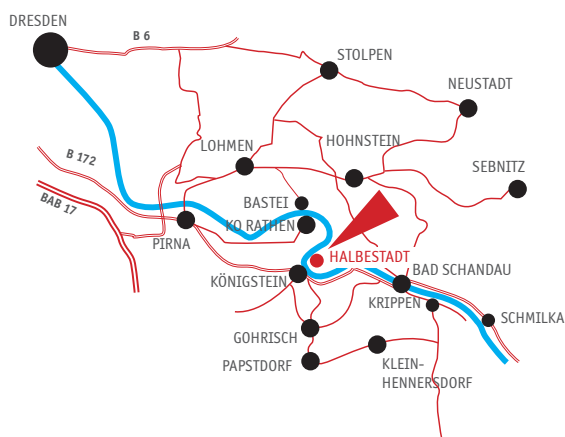 DRESDEN
B 6
STOLPEN
NEUSTADT
B 172
LOHMEN
HOHNSTEIN
SEBNITZ
BAB 17
BASTEI
KO RATHEN
PIRNA
HALBESTADT
KÖNIGSTEIN
BAD SCHANDAU
KRIPPEN
SCHMILKA
GOHRISCH
PAPSTDORF
KLEIN-
HENNERSDORF